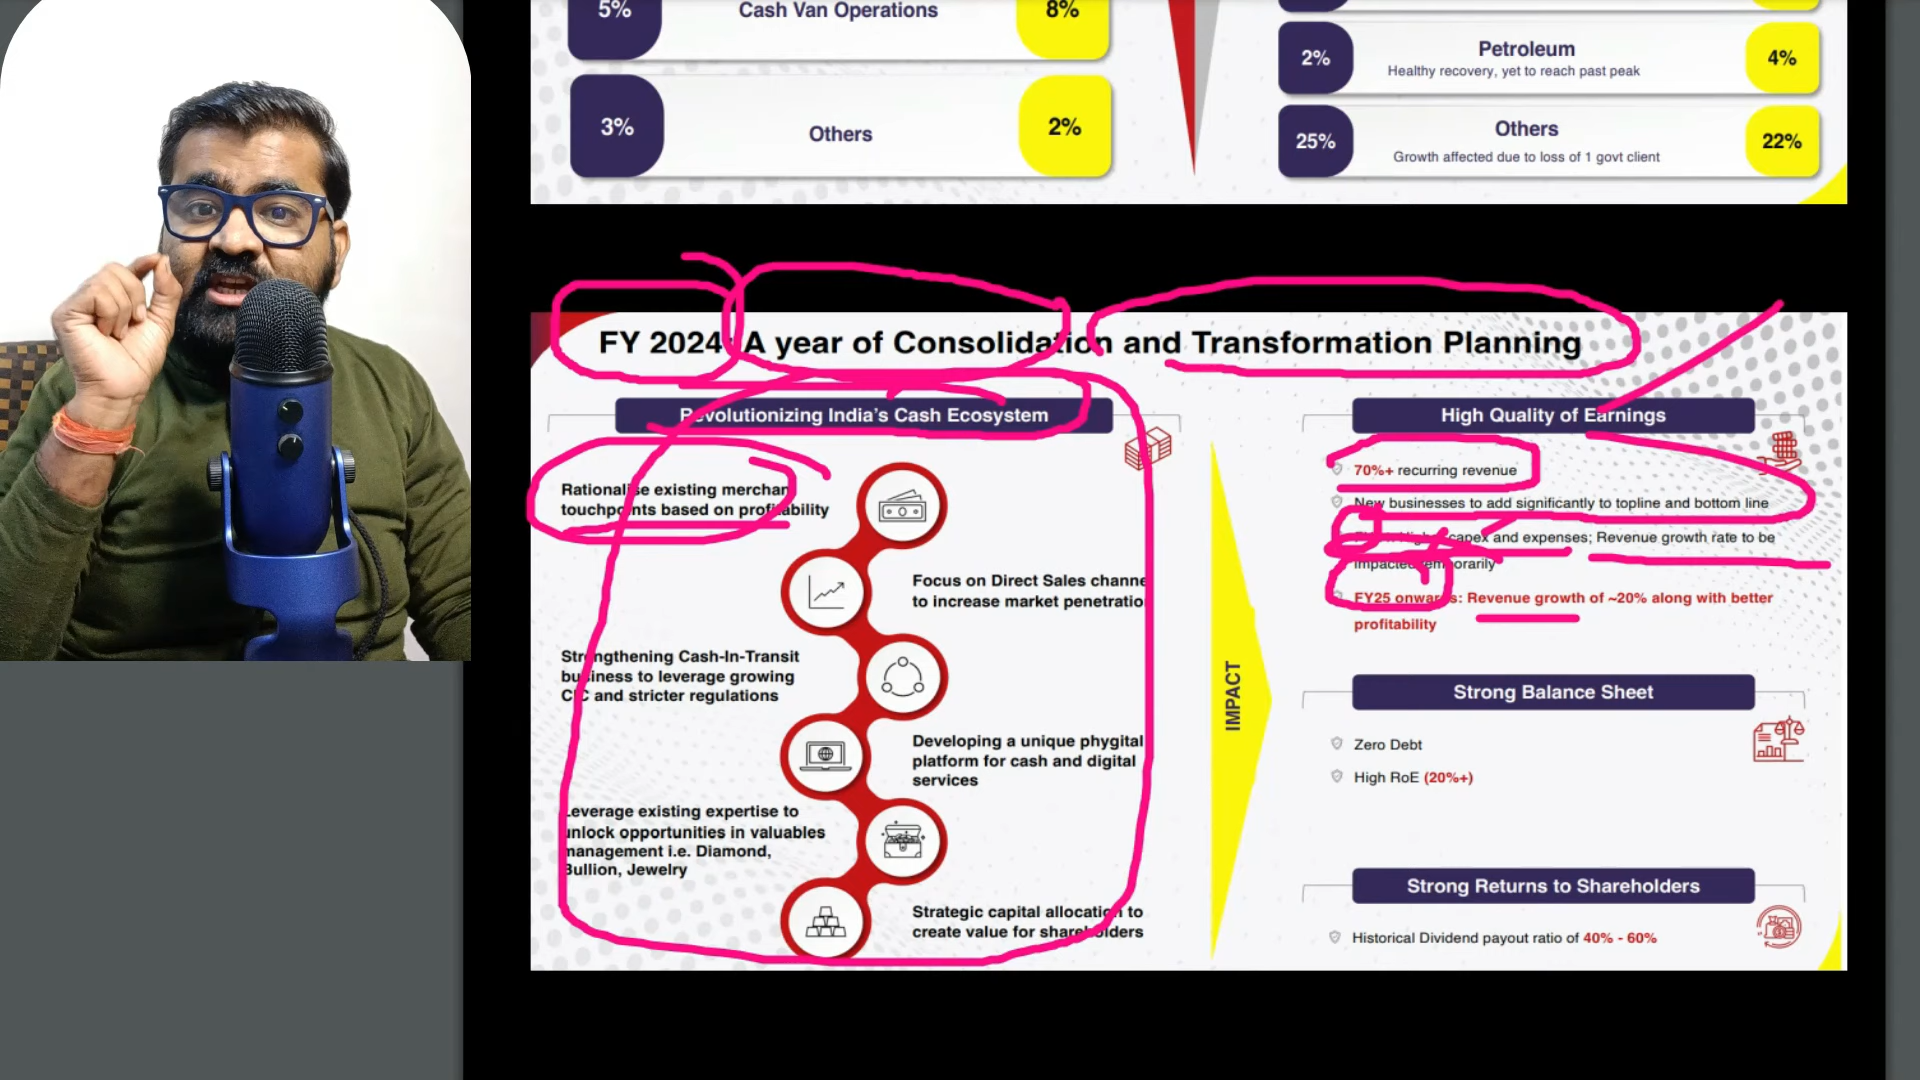 5%
Cash Van Operations
8%
3%
Others
2%
2%
Petroleum
Healthy recovery, yet to reach past peak
4%
25%
Others
Growth affected due to loss of 1 govt client
22%
FY 2024: A year of Consolidation and Transformation Planning
Revolutionizing India's Cash Ecosystem
Rationalise existing merchant
touchpoints based on profitability
Focus on Direct Sales channel
to increase market penetration
Strengthening Cash-In-Transit
business to leverage growing
CIC and stricter regulations
Developing a unique phygital
platform for cash and digital
services
Leverage existing expertise to
unlock opportunities in valuables
management i.e. Diamond,
Bullion, Jewelry
Strategic capital allocation to
create value for shareholders
IMPACT
High Quality of Earnings
70%+ recurring revenue
New businesses to add significantly to topline and bottom line
capex and expenses; Revenue growth rate to be
impacted temporarily
FY25 onwards: Revenue growth of ~20% along with better
profitability
Strong Balance Sheet
Zero Debt
High RoE (20%+)
Strong Returns to Shareholders
Historical Dividend payout ratio of 40% - 60%